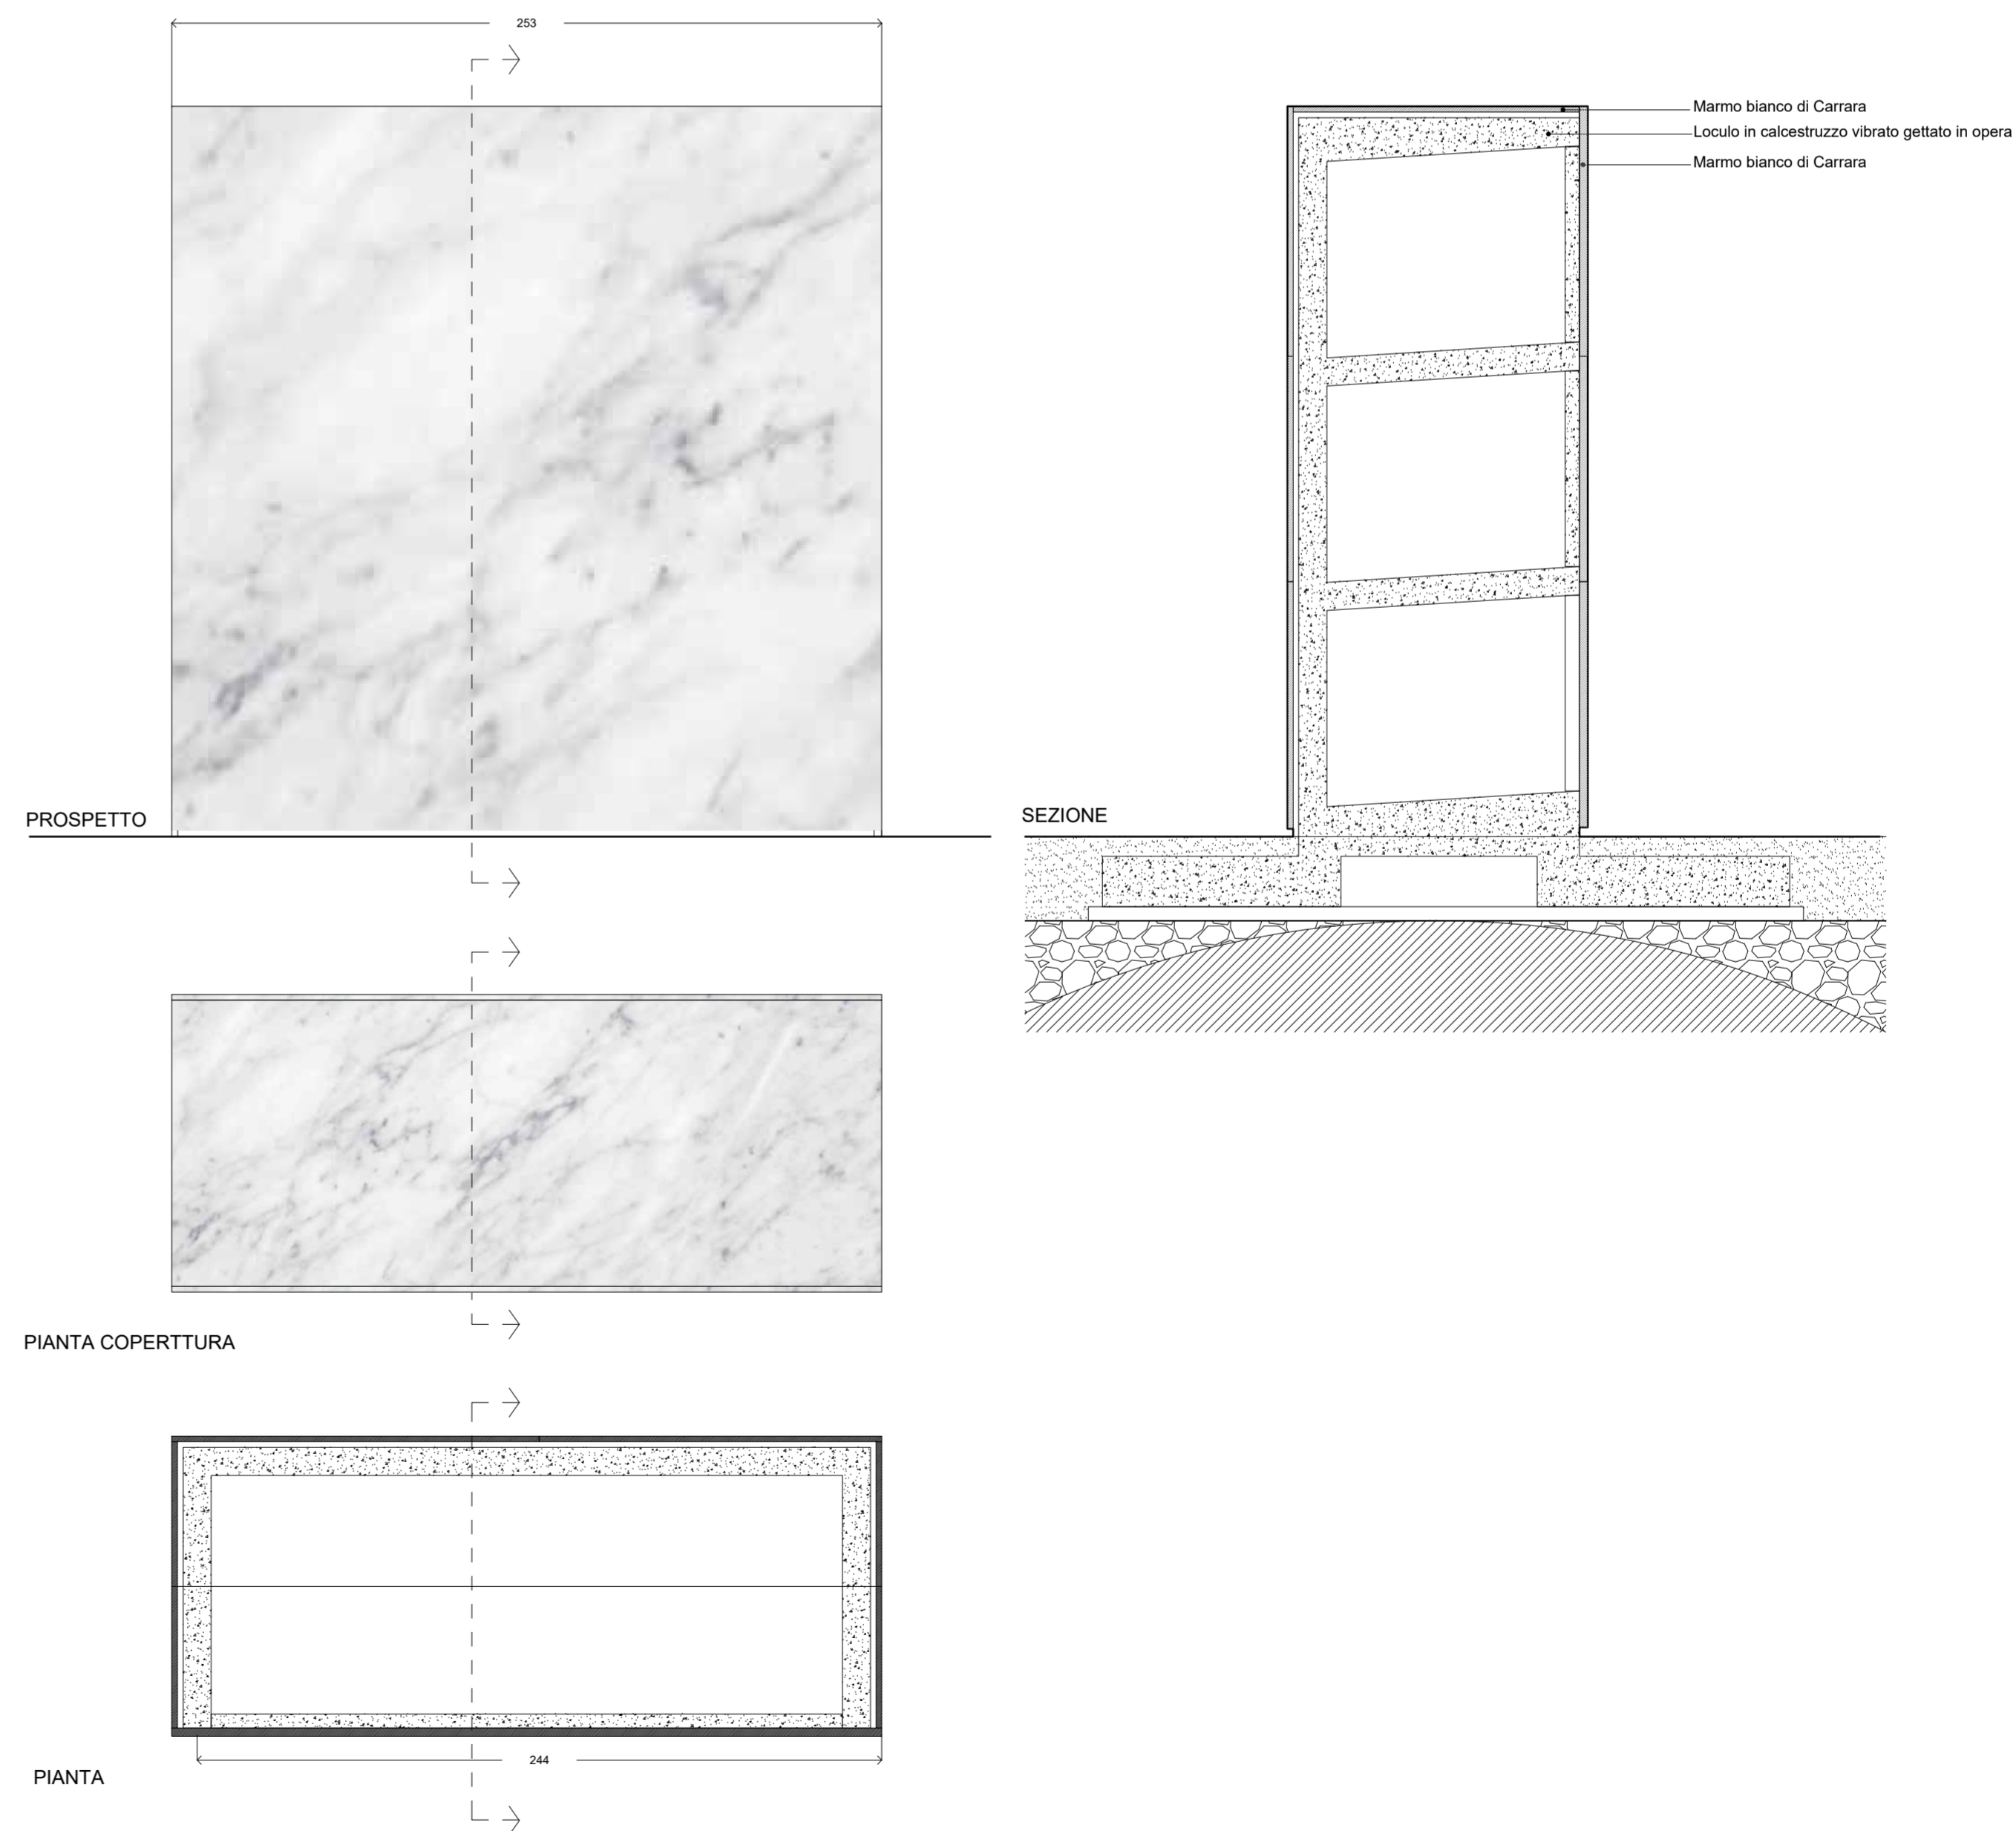 253
Marmo bianco di Carrara
Loculo in calcestruzzo vibrato gettato in opera
Marmo bianco di Carrara
PROSPETTO
SEZIONE
PIANTA COPERTTURA
244
PIANTA